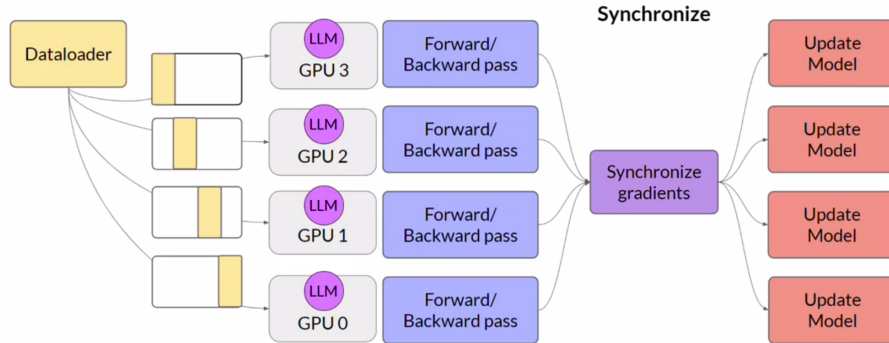 Synchronize
Dataloader
LLM
GPU 3
Forward/
Backward pass
Update
Model
LLM
GPU 2
Forward/
Backward pass
Update
Model
Synchronize
gradients
LLM
GPU 1
Forward/
Backward pass
Update
Model
LLM
GPU 0
Forward/
Backward pass
Update
Model